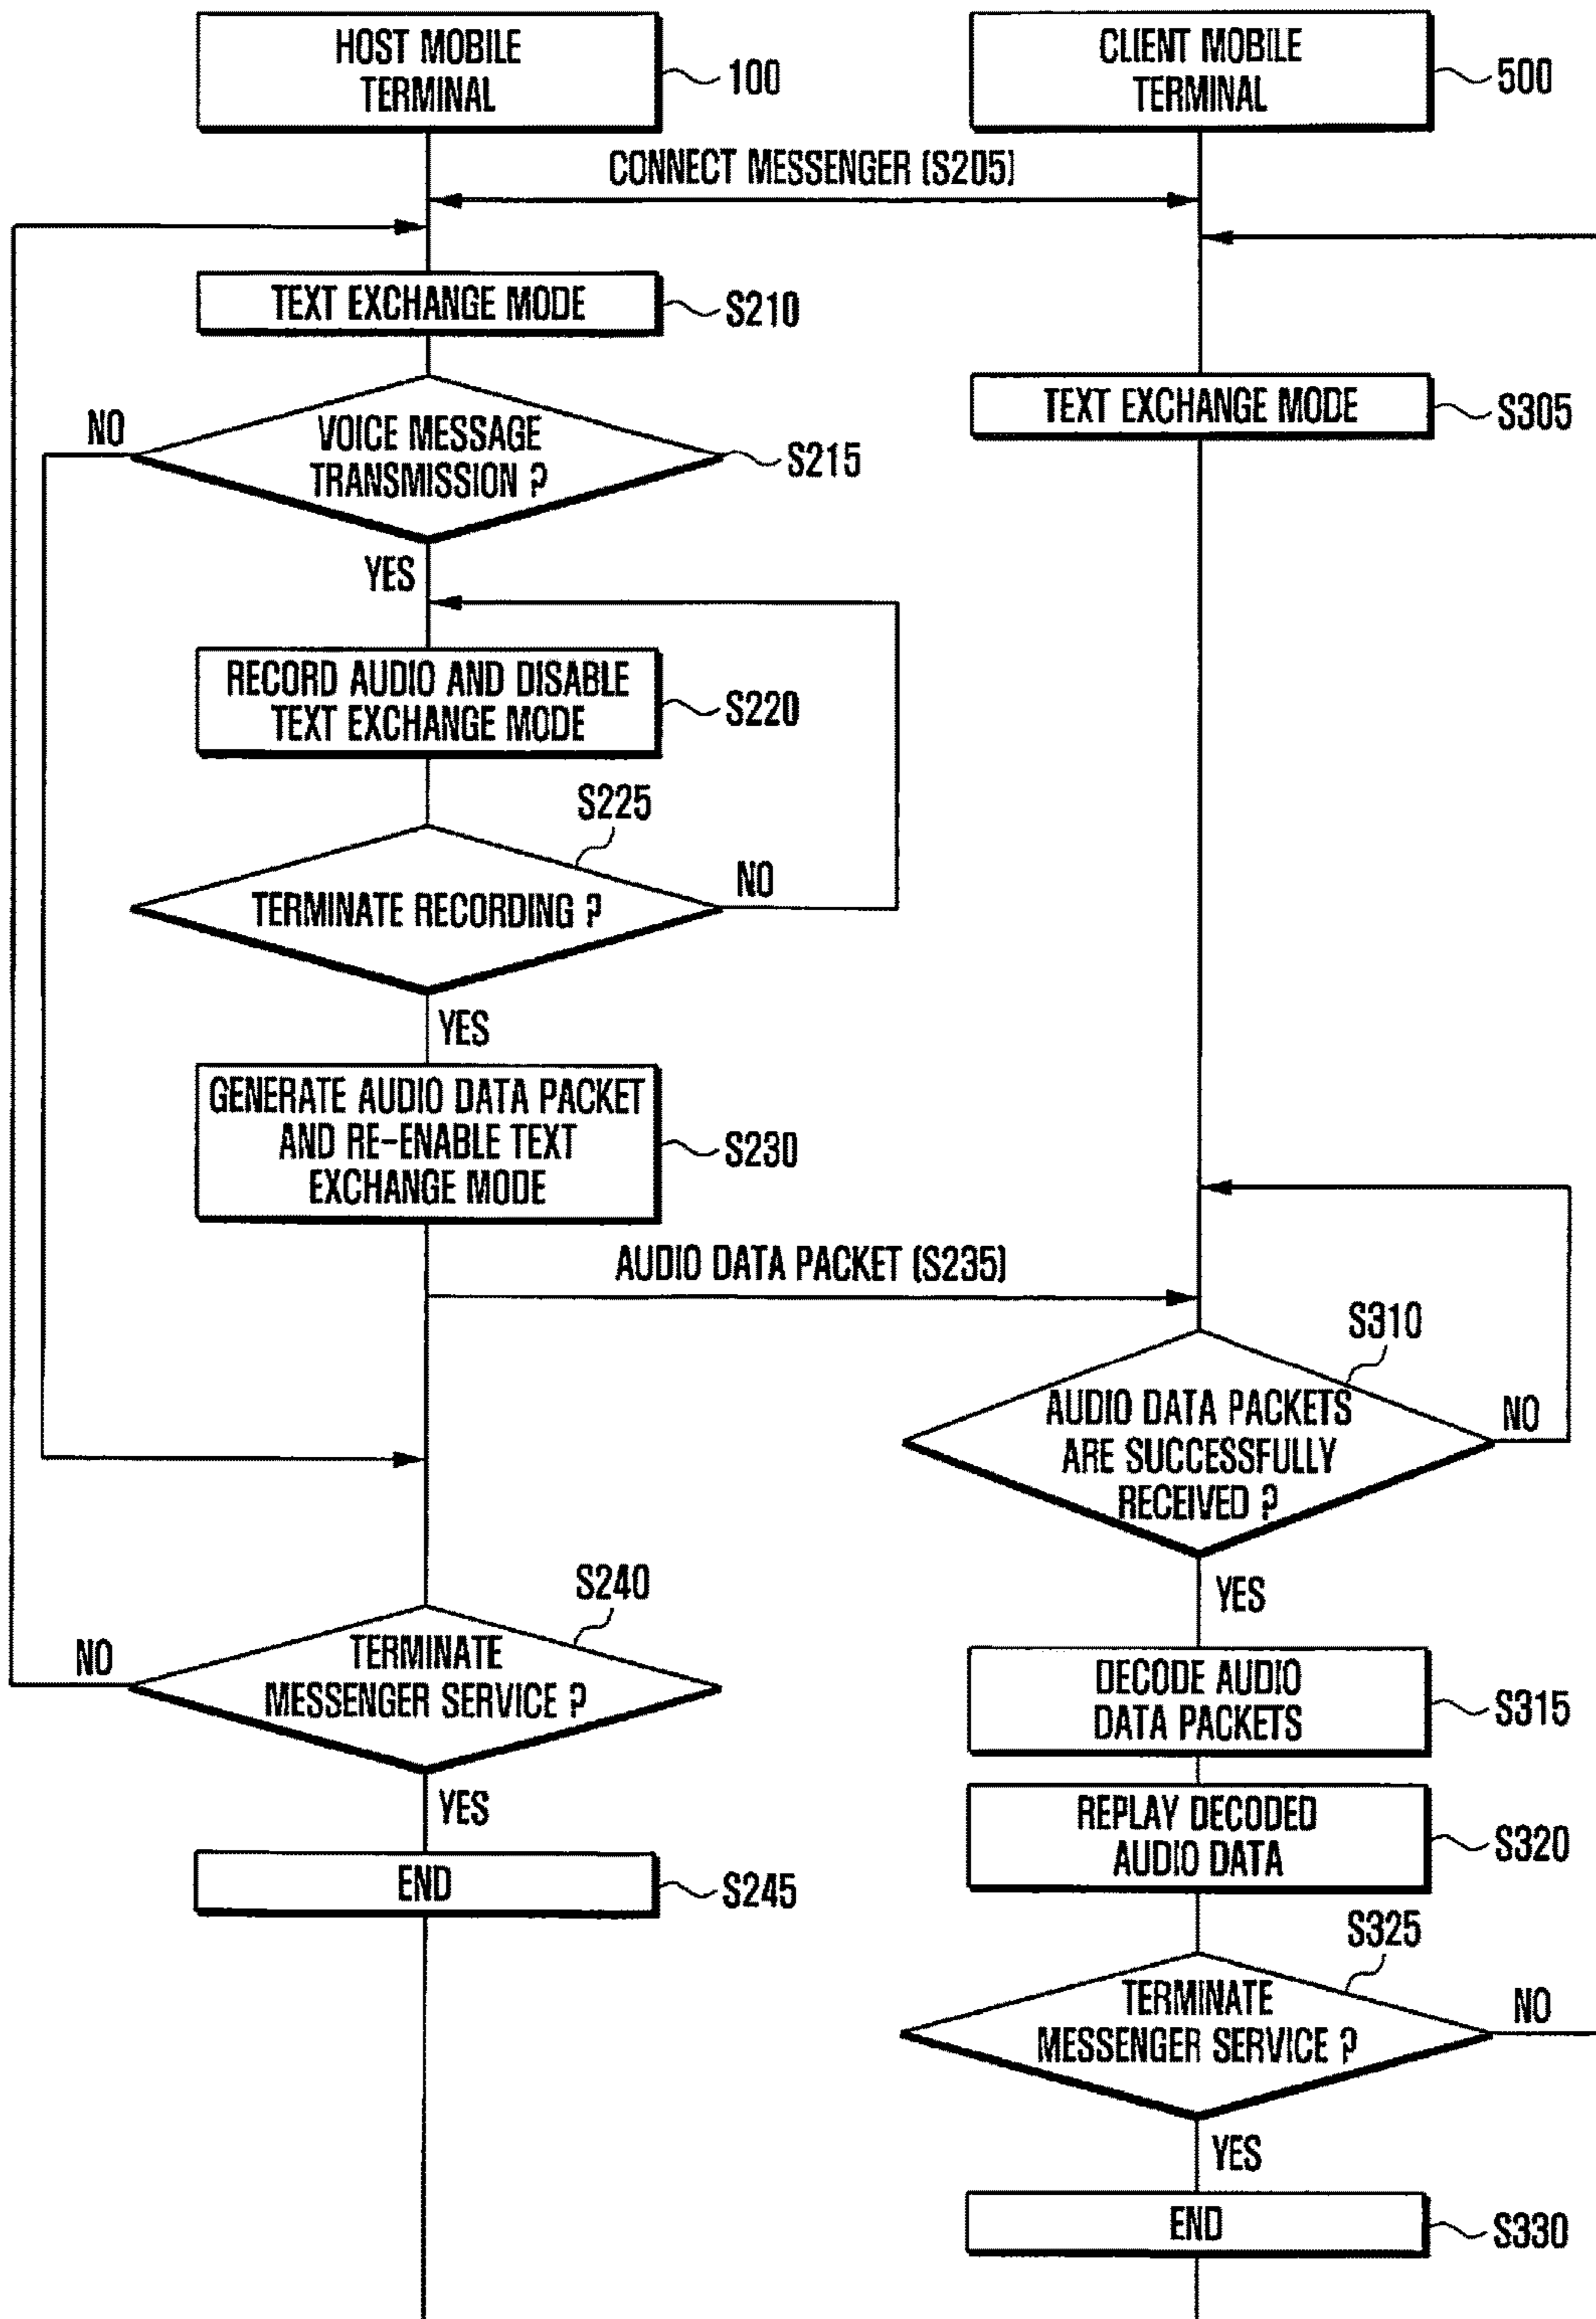 HOST MOBILE
TERMINAL
100
CLIENT MOBILE
TERMINAL
500
CONNECT MESSENGER (S205)
TEXT EXCHANGE MODE
S210
TEXT EXCHANGE MODE
S305
NO
VOICE MESSAGE
TRANSMISSION ?
S215
YES
RECORD AUDIO AND DISABLE
TEXT EXCHANGE MODE
S220
S225
TERMINATE RECORDING ?
NO
YES
GENERATE AUDIO DATA PACKET
AND RE-ENABLE TEXT
EXCHANGE MODE
S230
AUDIO DATA PACKET (S235)
S310
AUDIO DATA PACKETS
ARE SUCCESSFULLY
RECEIVED ?
NO
YES
S240
TERMINATE
MESSENGER SERVICE ?
NO
YES
END
S245
DECODE AUDIO
DATA PACKETS
S315
REPLAY DECODED
AUDIO DATA
S320
S325
TERMINATE
MESSENGER SERVICE ?
NO
YES
END
S330